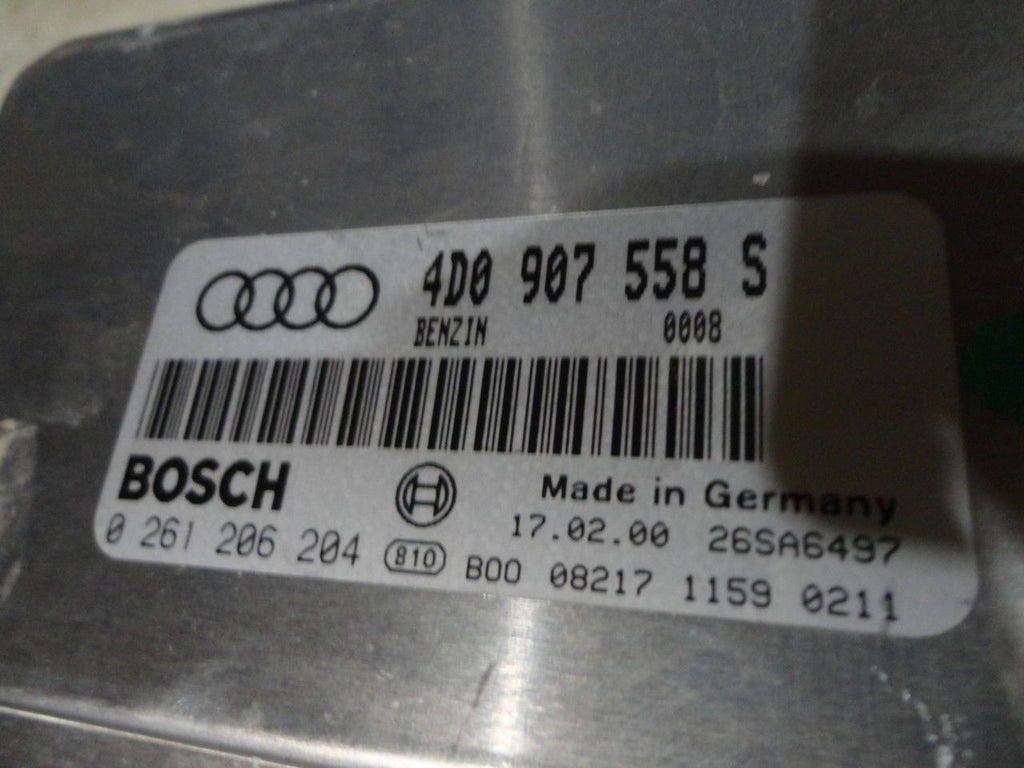 4D0 907 558 S
BENZIN 0008
BOSCH Made in Germany
17.02.00 26SA6497
0 261 206 204 810 B00 08217 1159 0211